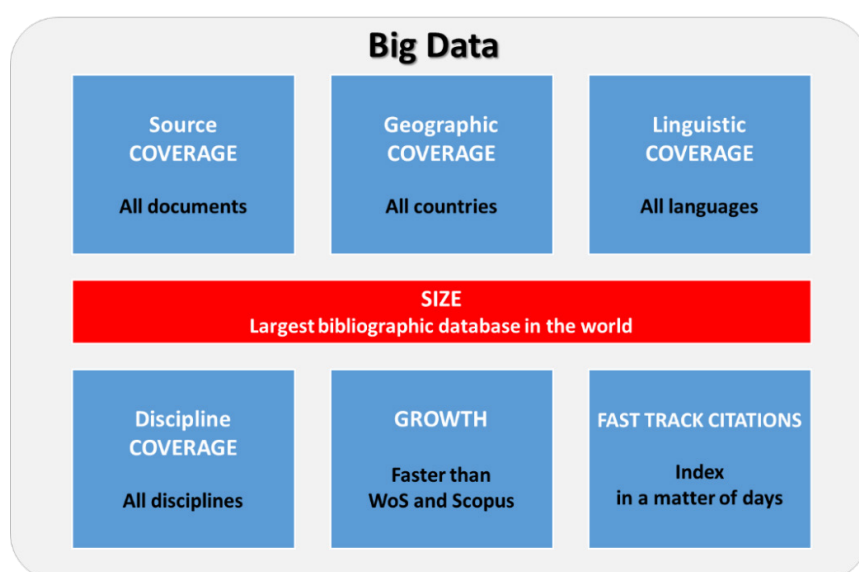 Big Data
Source
COVERAGE
All documents
Geographic
COVERAGE
All countries
Linguistic
COVERAGE
All languages
SIZE
Largest bibliographic database in the world
Discipline
COVERAGE
All disciplines
GROWTH
Faster than
WoS and Scopus
FAST TRACK CITATIONS
Index
in a matter of days